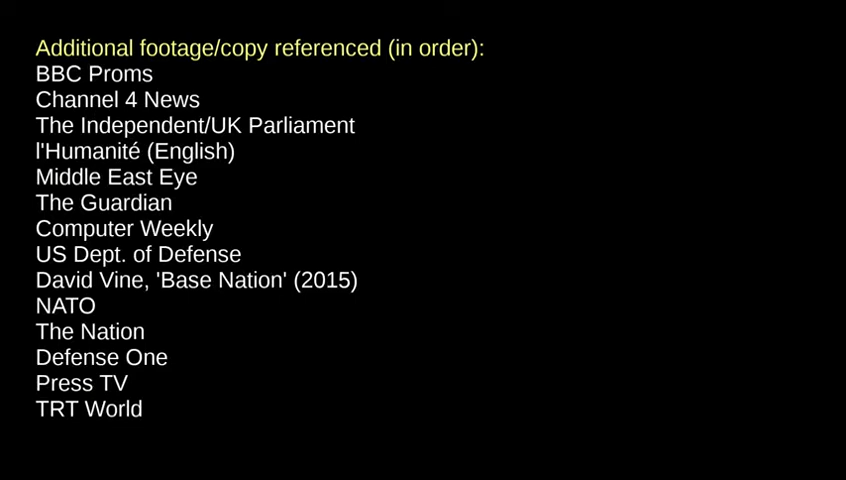 Additional footage/copy referenced (in order):
BBC Proms
Channel 4 News
The Independent/UK Parliament
l'Humanité (English)
Middle East Eye
The Guardian
Computer Weekly
US Dept. of Defense
David Vine, 'Base Nation' (2015)
NATO
The Nation
Defense One
Press TV
TRT World